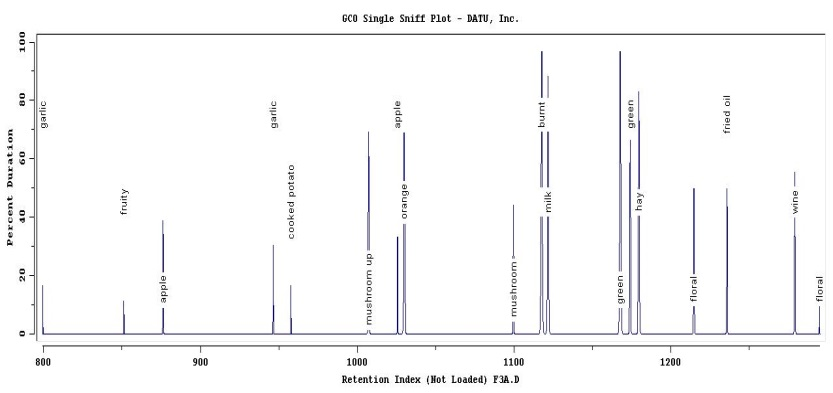 GCO Single Sniff Plot - DATU, Inc.
Percent Duration
100
80
60
40
20
0
garlic
fruity
apple
garlic
cooked potato
mushroom up
apple
orange
mushroom
burnt
milk
green
green
hay
floral
fried oil
wine
floral
800
900
1000
1100
1200
Retention Index (Not Loaded) F3A.D